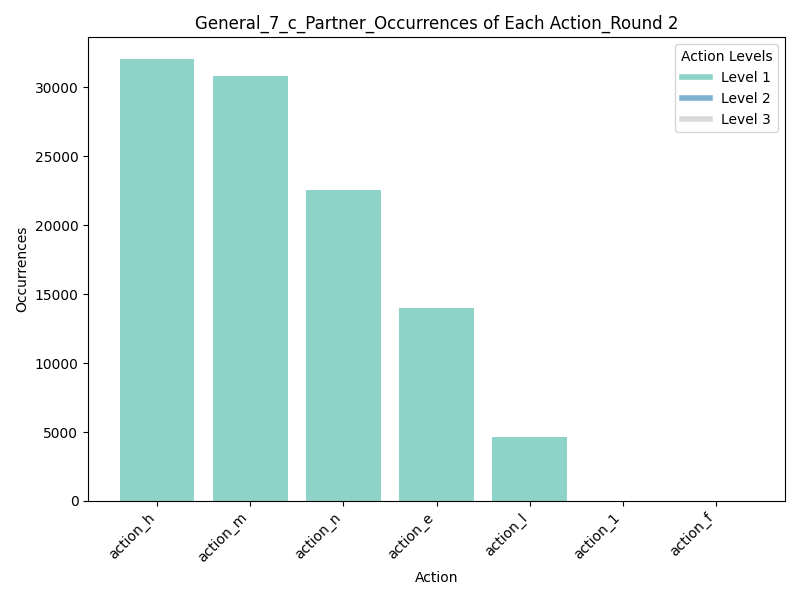 General_7_c_Partner_Occurrences of Each Action_Round 2
Action Levels
Level 1
Level 2
Level 3
Occurrences
30000
25000
20000
15000
10000
5000
0
action_h
action_m
action_n
action_e
action_l
action_1
action_f
Action